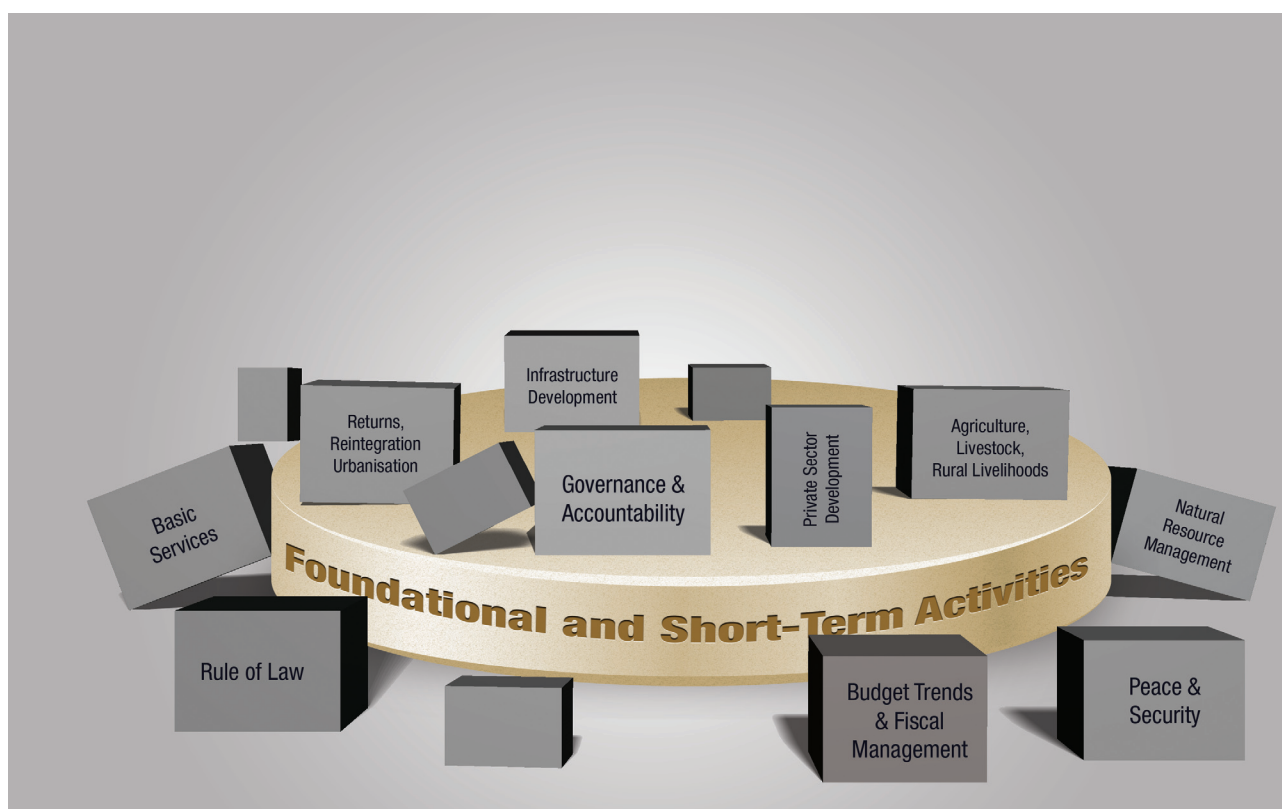 Infrastructure
Development
Returns,
Reintegration
Urbanisation
Agriculture,
Livestock,
Rural Livelihoods
Governance &
Accountability
Private Sector
Development
Basic
Services
Natural
Resource
Management
Foundational and Short-Term Activities
Rule of Law
Budget Trends
& Fiscal
Management
Peace &
Security